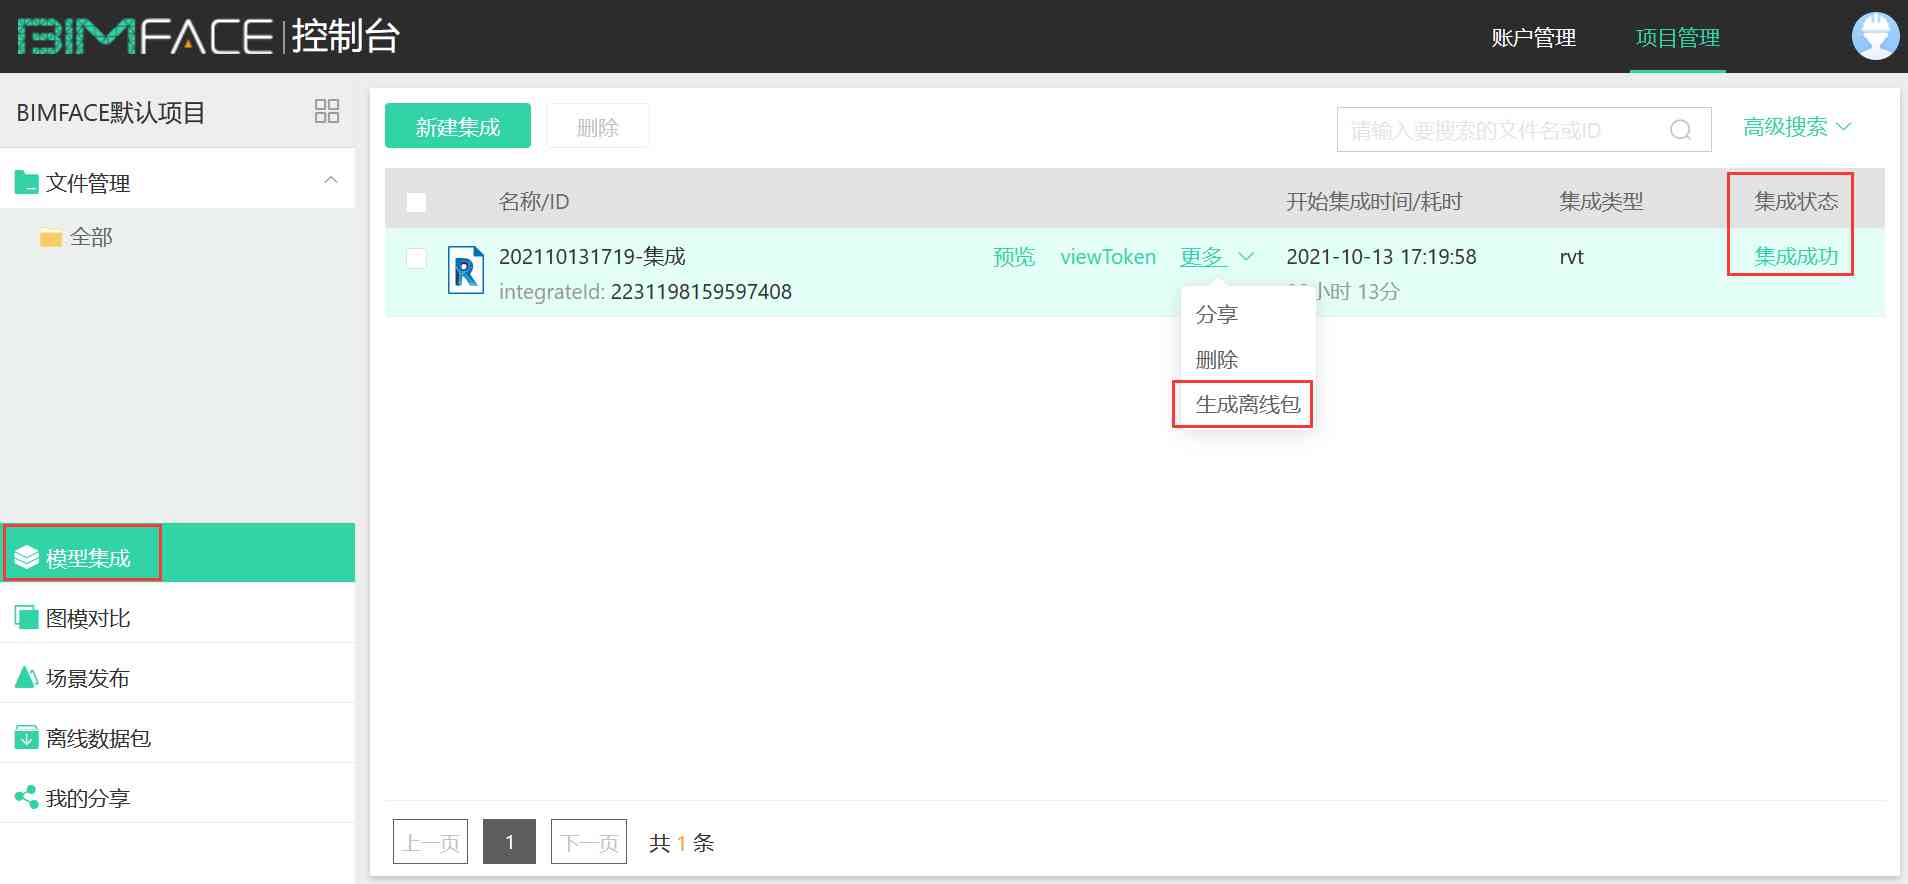 BIMFACE|控制台
账户管理
项目管理
BIMFACE默认项目
文件管理
全部
模型集成
图模对比
场景发布
离线数据包
我的分享
新建集成
删除
请输入要搜索的文件名或ID
高级搜索
名称/ID
开始集成时间/耗时
集成类型
集成状态
202110131719-集成
预览
viewToken
更多
2021-10-13 17:19:58
rvt
集成成功
integrateId: 2231198159597408
小时 13分
分享
删除
生成离线包
上一页
1
下一页
共 1 条